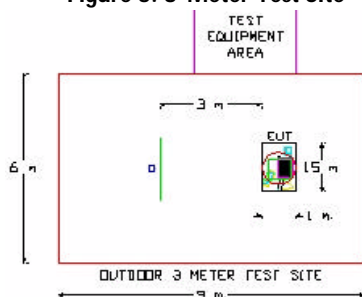 Figure 3: 3-Meter Test Site
TEST
EQUIPMENT
AREA
3 m
EUT
6 m
1.5 m
1 m
OUTDOOR 3 METER TEST SITE
9 m